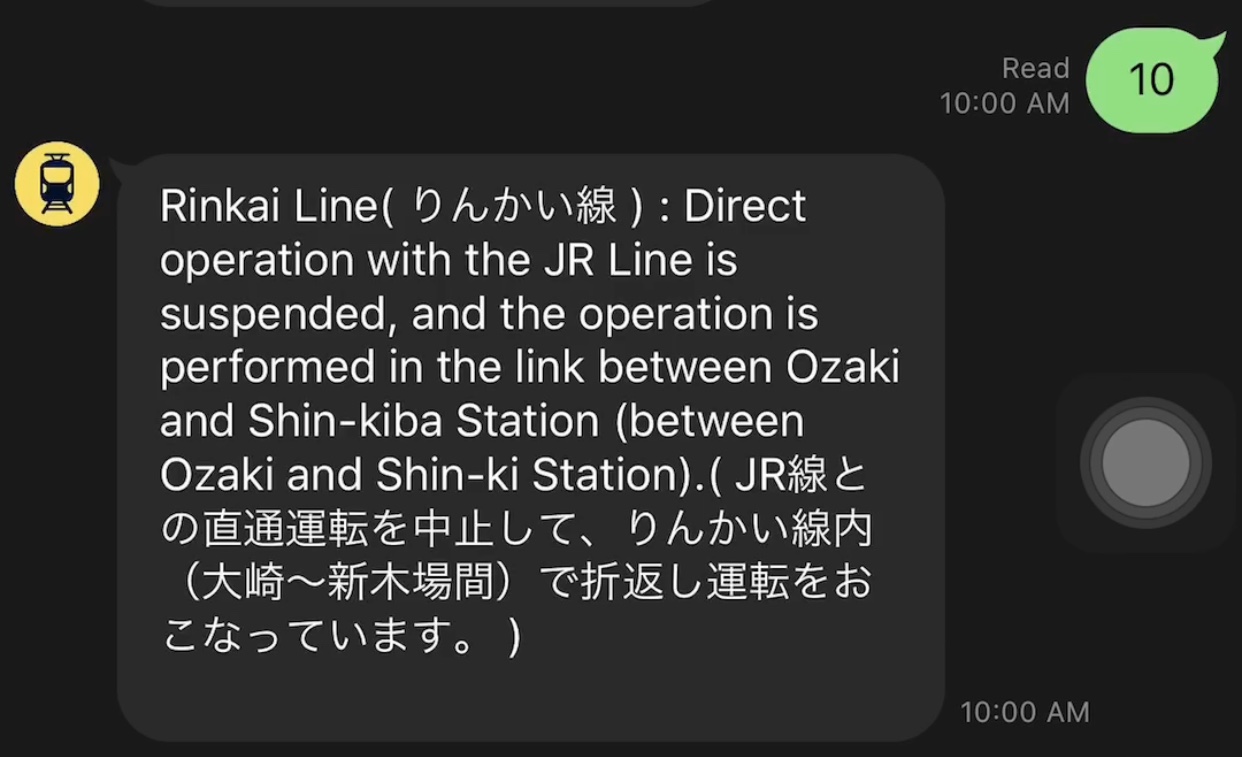 Read
10:00 AM
10
Rinkai Line( りんかい線 ) : Direct
operation with the JR Line is
suspended, and the operation is
performed in the link between Ozaki
and Shin-kiba Station (between
Ozaki and Shin-ki Station).( JR線と
の直通運転を中止して、りんかい線内
（大崎〜新木場間）で折返し運転をお
こなっています。 )
10:00 AM